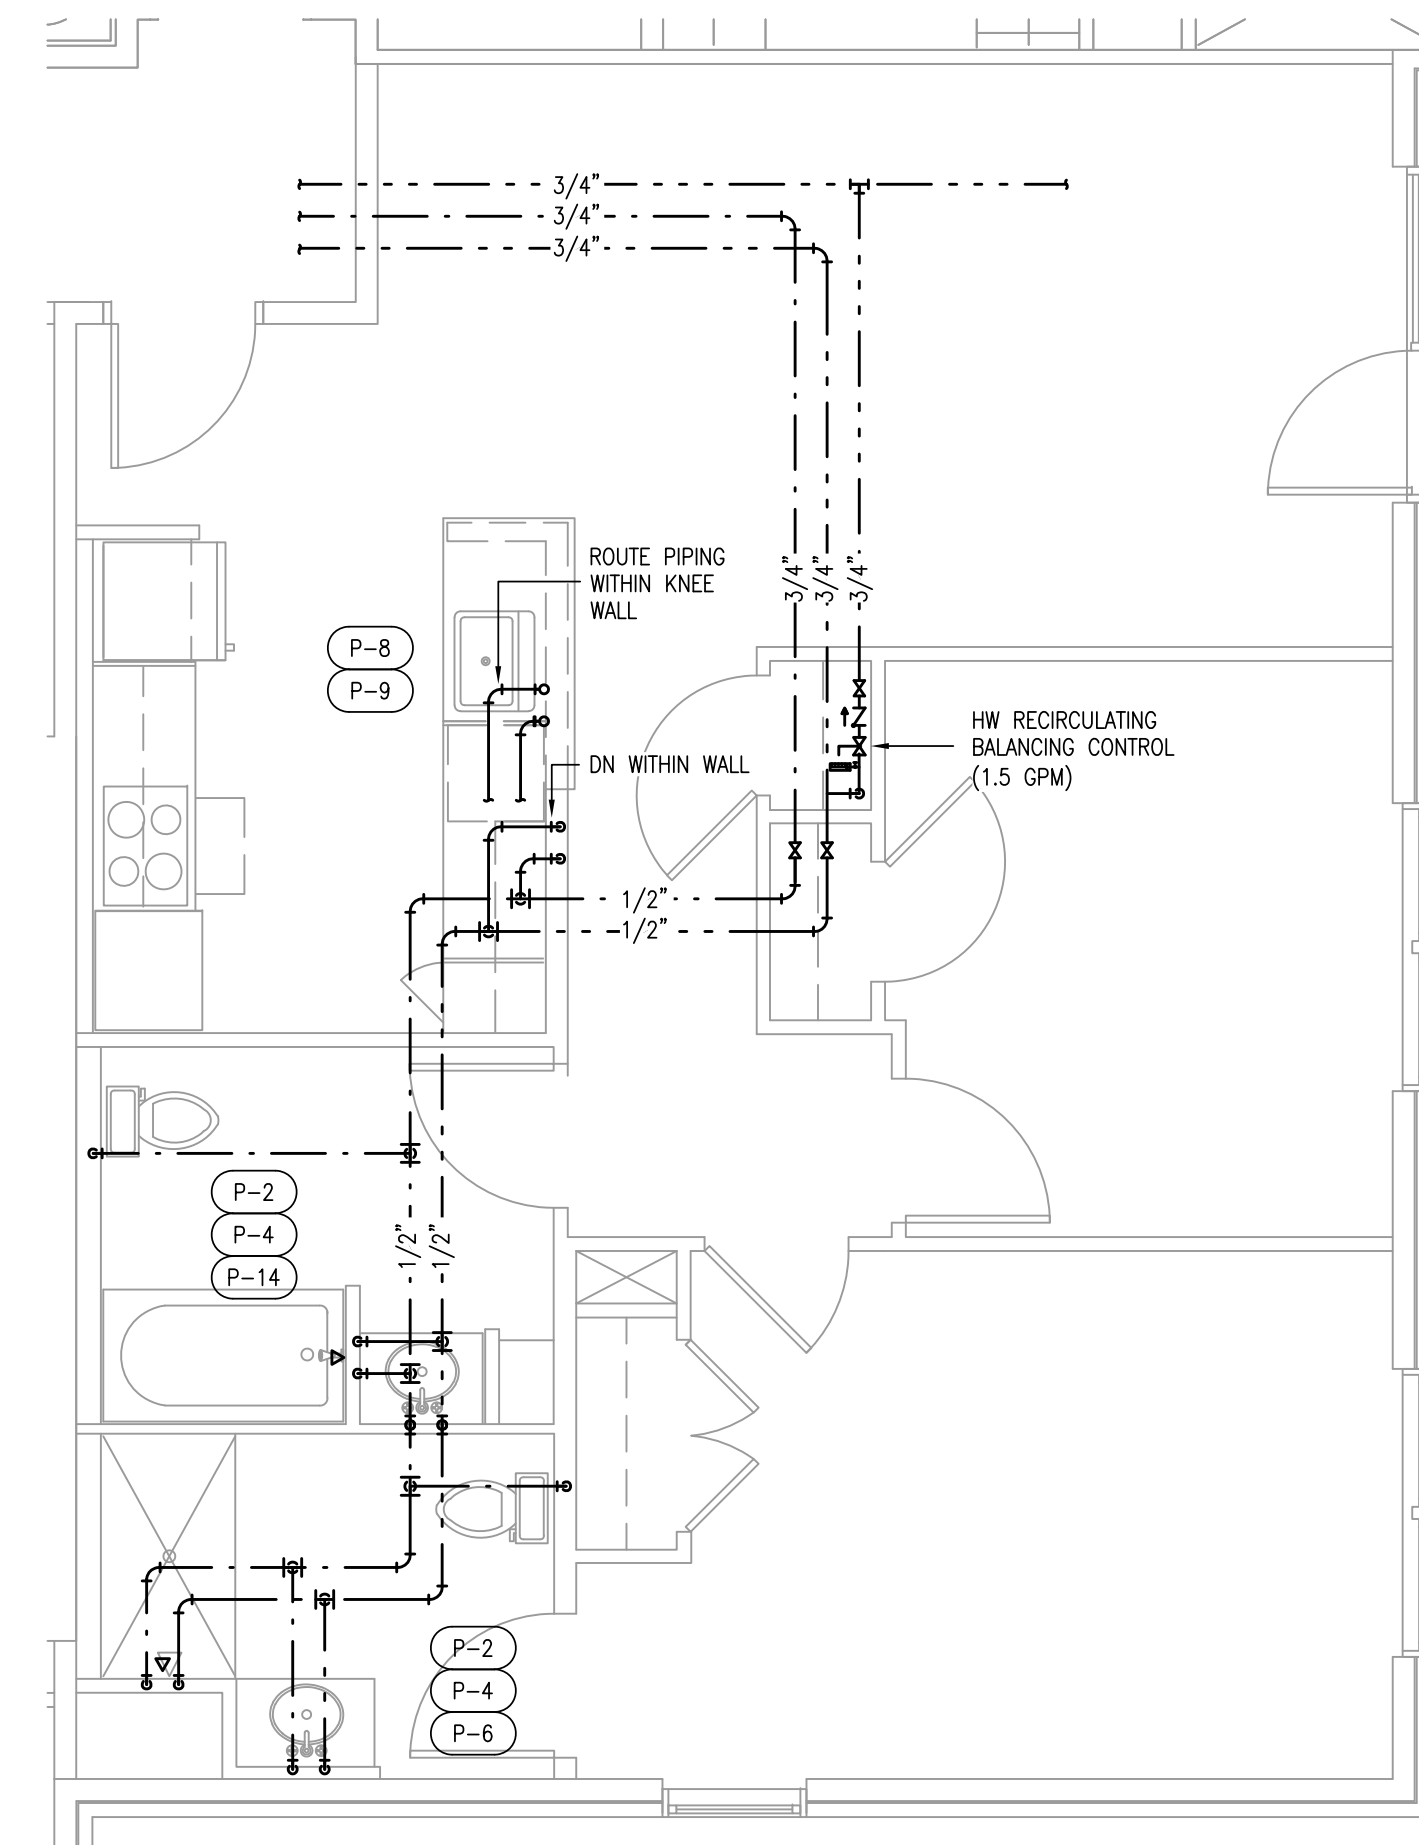 3/4"
3/4"
3/4"
ROUTE PIPING
WITHIN KNEE
WALL
3/4"
3/4"
3/4"
P-8
P-9
HW RECIRCULATING
BALANCING CONTROL
(1.5 GPM)
DN WITHIN WALL
1/2"
1/2"
P-2
P-4
P-14
1/2"
1/2"
P-2
P-4
P-6